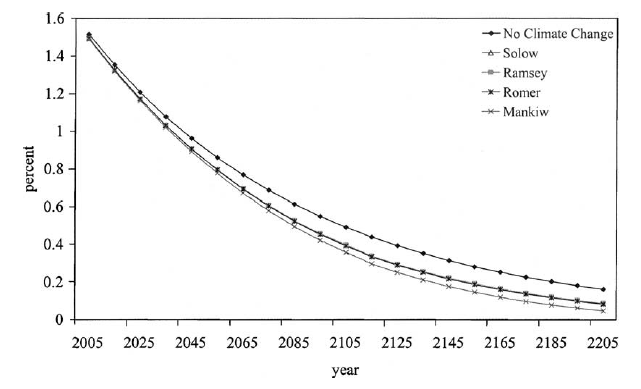 1.6
1.4
1.2
1
0.8
0.6
0.4
0.2
0
percent
No Climate Change
Solow
Ramsey
Romer
Mankiw
2005 2025 2045 2065 2085 2105 2125 2145 2165 2185 2205
year